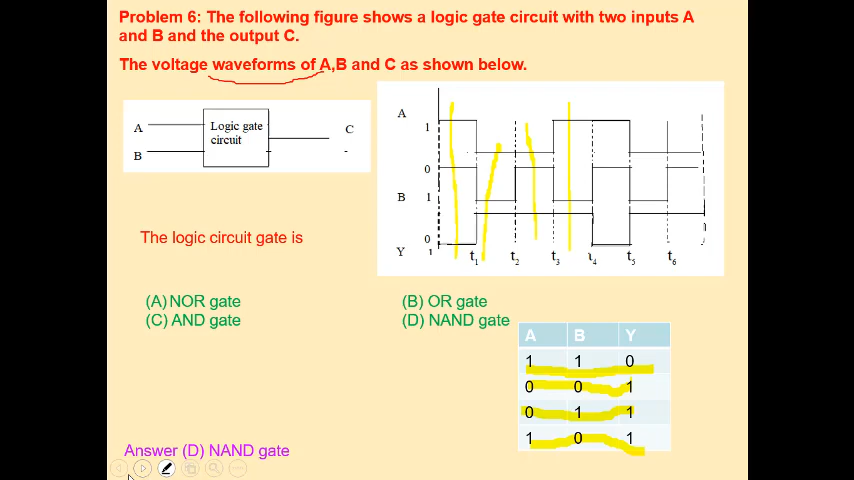 Problem 6: The following figure shows a logic gate circuit with two inputs A
and B and the output C.
The voltage waveforms of A,B and C as shown below.
A
B
Logic gate
circuit
C
A
1
0
B 1
0
Y 1
t1 t2 t3 t4 t5 t6
The logic circuit gate is
(A) NOR gate
(B) OR gate
(C) AND gate
(D) NAND gate
A B Y
1 1 0
0 0 1
0 1 1
1 0 1
Answer (D) NAND gate